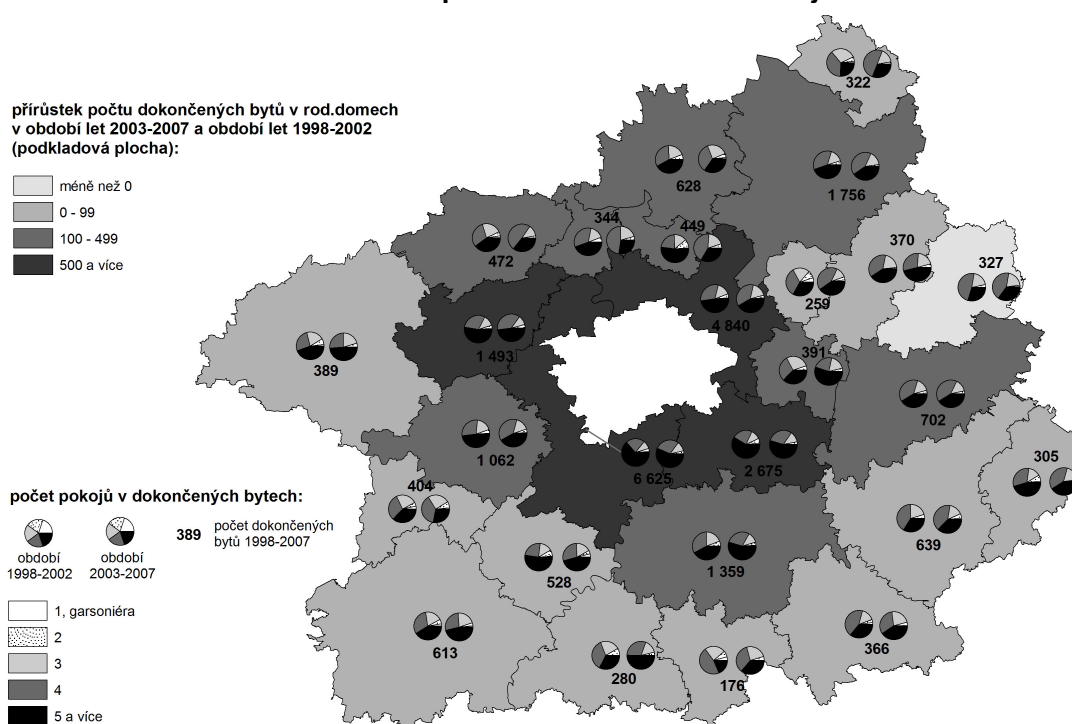 přírůstek počtu dokončených bytů v rod.domech
v období let 2003-2007 a období let 1998-2002
(podkladová plocha):
méně než 0
0 - 99
100 - 499
500 a více
322
628
1 756
344
449
370
472
327
259
4 840
1 493
389
391
702
1 062
6 625
2 675
305
404
639
528
1 359
613
280
176
366
počet pokojů v dokončených bytech:
období
1998-2002
období
2003-2007
389
počet dokončených
bytů 1998-2007
1, garsoniéra
2
3
4
5 a více